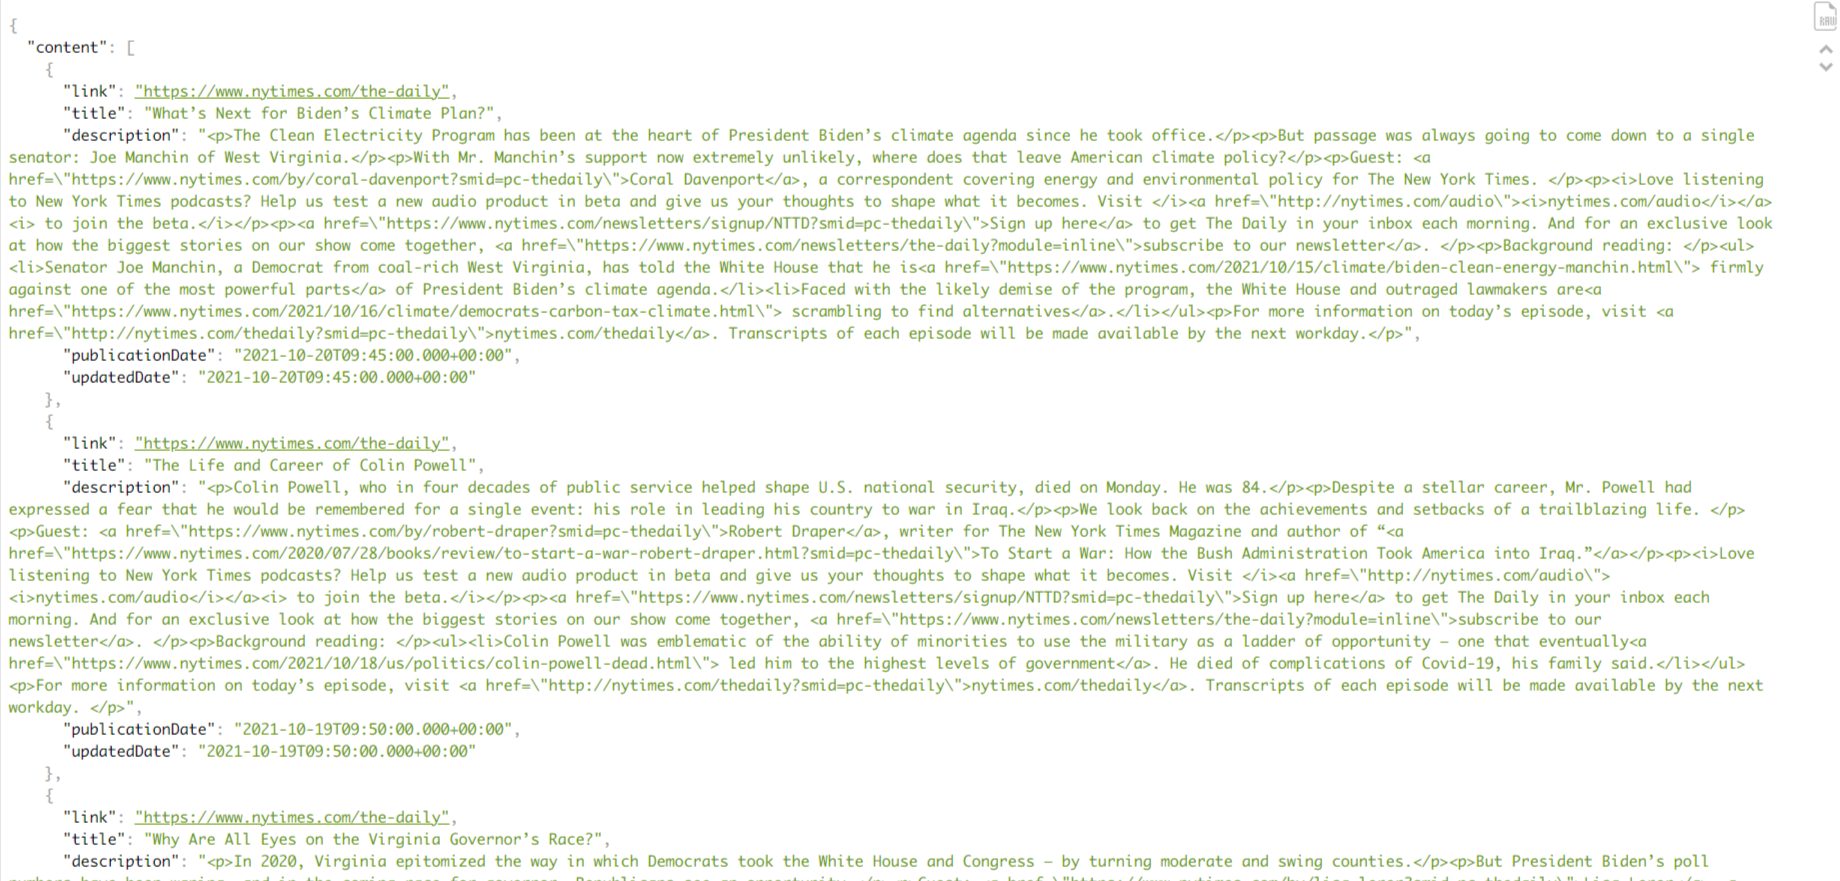 RAW
{
"content": [
{
"link": "https://www.nytimes.com/the-daily",
"title": "What’s Next for Biden’s Climate Plan?",
"description": "<p>The Clean Electricity Program has been at the heart of President Biden’s climate agenda since he took office.</p><p>But passage was always going to come down to a single
senator: Joe Manchin of West Virginia.</p><p>With Mr. Manchin’s support now extremely unlikely, where does that leave American climate policy?</p><p>Guest: <a
href=\"https://www.nytimes.com/by/coral-davenport?smid=pc-thedaily\">Coral Davenport</a>, a correspondent covering energy and environmental policy for The New York Times. </p><p><i>Love listening
to New York Times podcasts? Help us test a new audio product in beta and give us your thoughts to shape what it becomes. Visit </i><a href=\"http://nytimes.com/audio\"><i>nytimes.com/audio</i></a>
<i> to join the beta.</i></p><p><a href=\"https://www.nytimes.com/newsletters/signup/NTTD?smid=pc-thedaily\">Sign up here</a> to get The Daily in your inbox each morning. And for an exclusive look
at how the biggest stories on our show come together, <a href=\"https://www.nytimes.com/newsletters/the-daily?module=inline\">subscribe to our newsletter</a>. </p><p>Background reading: </p><ul>
<li>Senator Joe Manchin, a Democrat from coal-rich West Virginia, has told the White House that he is<a href=\"https://www.nytimes.com/2021/10/15/climate/biden-clean-energy-manchin.html\"> firmly
against one of the most powerful parts</a> of President Biden’s climate agenda.</li><li>Faced with the likely demise of the program, the White House and outraged lawmakers are<a
href=\"https://www.nytimes.com/2021/10/16/climate/democrats-carbon-tax-climate.html\"> scrambling to find alternatives</a>.</li></ul><p>For more information on today’s episode, visit <a
href=\"http://nytimes.com/thedaily?smid=pc-thedaily\">nytimes.com/thedaily</a>. Transcripts of each episode will be made available by the next workday.</p>",
"publicationDate": "2021-10-20T09:45:00.000+00:00",
"updatedDate": "2021-10-20T09:45:00.000+00:00"
},
{
"link": "https://www.nytimes.com/the-daily",
"title": "The Life and Career of Colin Powell",
"description": "<p>Colin Powell, who in four decades of public service helped shape U.S. national security, died on Monday. He was 84.</p><p>Despite a stellar career, Mr. Powell had
expressed a fear that he would be remembered for a single event: his role in leading his country to war in Iraq.</p><p>We look back on the achievements and setbacks of a trailblazing life. </p>
<p>Guest: <a href=\"https://www.nytimes.com/by/robert-draper?smid=pc-thedaily\">Robert Draper</a>, writer for The New York Times Magazine and author of “<a
href=\"https://www.nytimes.com/2020/07/28/books/review/to-start-a-war-robert-draper.html?smid=pc-thedaily\">To Start a War: How the Bush Administration Took America into Iraq.”</a></p><p><i>Love
listening to New York Times podcasts? Help us test a new audio product in beta and give us your thoughts to shape what it becomes. Visit </i><a href=\"http://nytimes.com/audio\">
<i>nytimes.com/audio</i></a><i> to join the beta.</i></p><p><a href=\"https://www.nytimes.com/newsletters/signup/NTTD?smid=pc-thedaily\">Sign up here</a> to get The Daily in your inbox each
morning. And for an exclusive look at how the biggest stories on our show come together, <a href=\"https://www.nytimes.com/newsletters/the-daily?module=inline\">subscribe to our
newsletter</a>. </p><p>Background reading: </p><ul><li>Colin Powell was emblematic of the ability of minorities to use the military as a ladder of opportunity — one that eventually<a
href=\"https://www.nytimes.com/2021/10/18/us/politics/colin-powell-dead.html\"> led him to the highest levels of government</a>. He died of complications of Covid-19, his family said.</li></ul>
<p>For more information on today’s episode, visit <a href=\"http://nytimes.com/thedaily?smid=pc-thedaily\">nytimes.com/thedaily</a>. Transcripts of each episode will be made available by the next
workday. </p>",
"publicationDate": "2021-10-19T09:50:00.000+00:00",
"updatedDate": "2021-10-19T09:50:00.000+00:00"
},
{
"link": "https://www.nytimes.com/the-daily",
"title": "Why Are All Eyes on the Virginia Governor’s Race?",
"description": "<p>In 2020, Virginia epitomized the way in which Democrats took the White House and Congress — by turning moderate and swing counties.</p><p>But President Biden’s poll